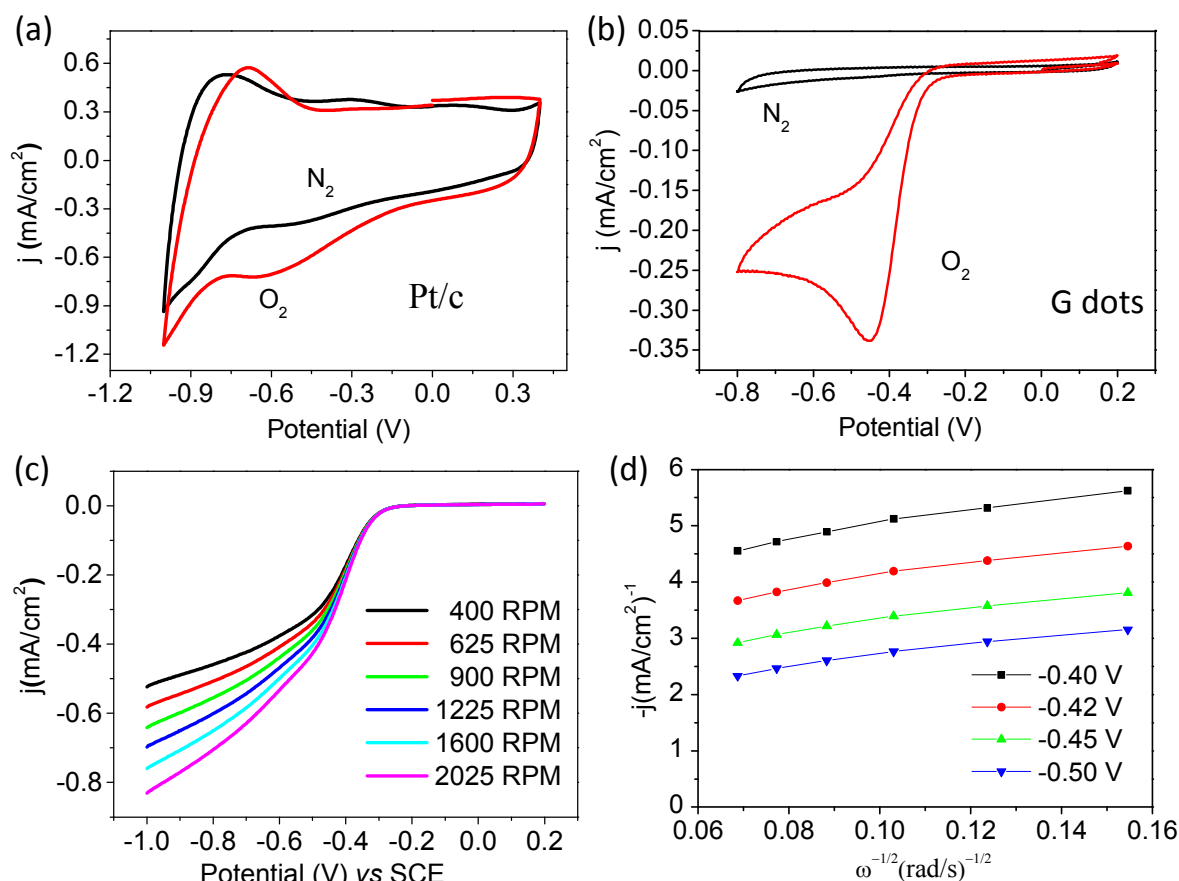 (a)
0.6
0.3
0.0
-0.3
-0.6
-0.9
-1.2
j (mA/cm²)
N₂
O₂
Pt/c
-1.2 -0.9 -0.6 -0.3 0.0 0.3
Potential (V)
(b)
0.00
-0.05
-0.10
-0.15
-0.20
-0.25
-0.30
-0.35
j (mA/cm²)
N₂
O₂
G dots
-0.8 -0.6 -0.4 -0.2 0.0 0.2
Potential (V)
(c)
0.0
-0.2
-0.4
-0.6
-0.8
j(mA/cm²)
400 RPM
625 RPM
900 RPM
1225 RPM
1600 RPM
2025 RPM
-1.0 -0.8 -0.6 -0.4 -0.2 0.0 0.2
Potential (V) vs SCE
(d)
6
5
4
3
2
1
0
-j(mA/cm²)⁻¹
-0.40 V
-0.42 V
-0.45 V
-0.50 V
0.06 0.08 0.10 0.12 0.14 0.16
ω⁻¹/²(rad/s)⁻¹/²